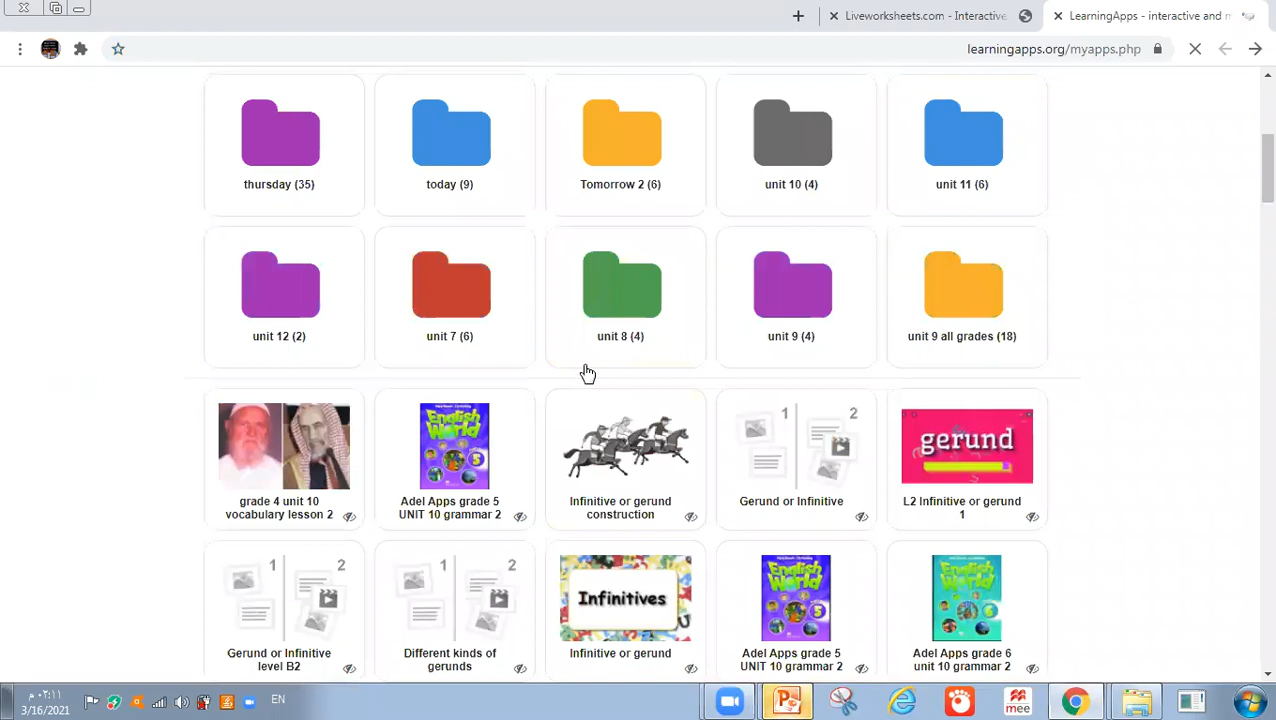 Liveworksheets.com - Interactive
LearningApps - interactive and m
learningapps.org/myapps.php
thursday (35)
today (9)
Tomorrow 2 (6)
unit 10 (4)
unit 11 (6)
unit 12 (2)
unit 7 (6)
unit 8 (4)
unit 9 (4)
unit 9 all grades (18)
English
World
5
1
2
gerund
grade 4 unit 10
vocabulary lesson 2
Adel Apps grade 5
UNIT 10 grammar 2
Infinitive or gerund
construction
Gerund or Infinitive
L2 Infinitive or gerund
1
1
2
1
2
Infinitives
English
World
5
English
World
Gerund or Infinitive
level B2
Different kinds of
gerunds
Infinitive or gerund
Adel Apps grade 5
UNIT 10 grammar 2
Adel Apps grade 6
unit 10 grammar 2
٠٢:١١ م
3/16/2021
EN
mee